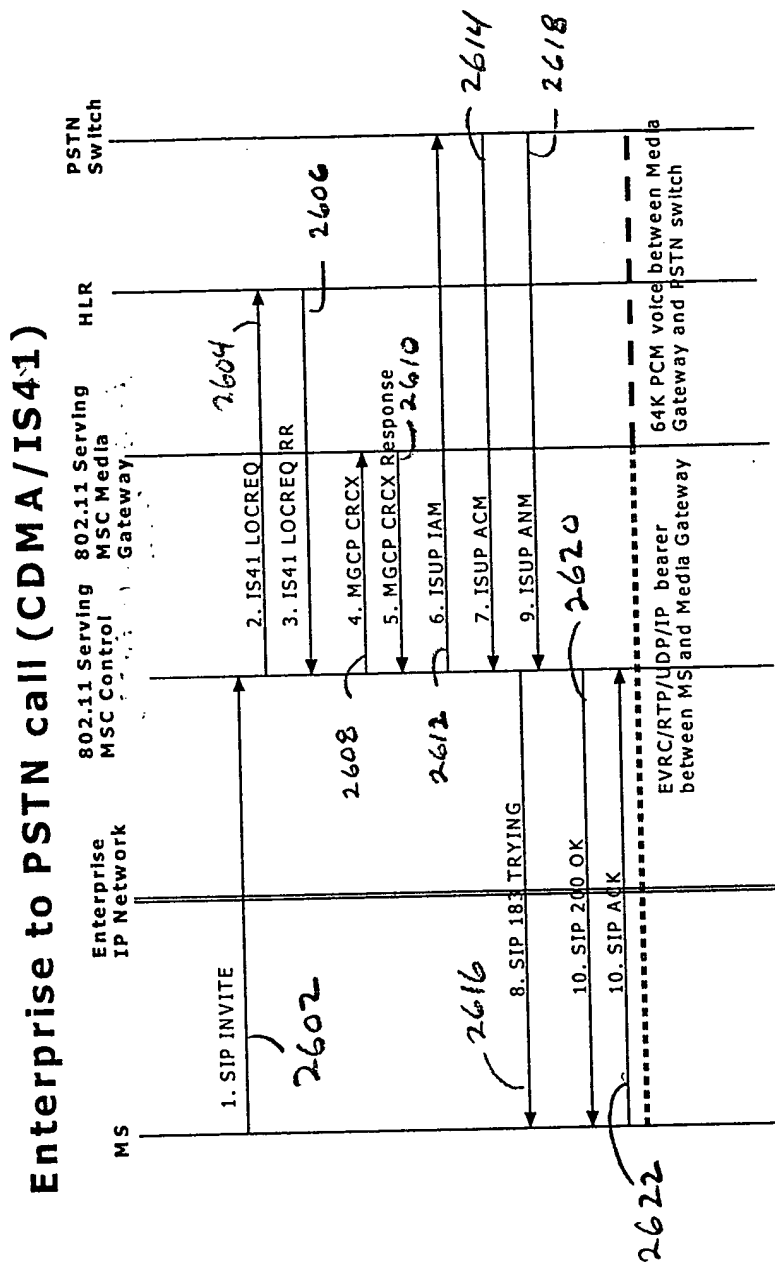 Enterprise to PSTN call (CDMA/IS41)
MS
Enterprise
IP Network
802.11 Serving
MSC Control
802.11 Serving
MSC Media
Gateway
HLR
PSTN
Switch
1. SIP INVITE
2602
2. IS41 LOCREQ
2604
3. IS41 LOCREQ RR
2606
4. MGCP CRCX
2608
5. MGCP CRCX Response
2610
6. ISUP IAM
2612
7. ISUP ACM
2614
8. SIP 183 TRYING
2616
9. ISUP ANM
2618
10. SIP 200 OK
2620
10. SIP ACK
2622
EVRC/RTP/UDP/IP bearer
between MS and Media Gateway
64K PCM voice between Media
Gateway and PSTN switch